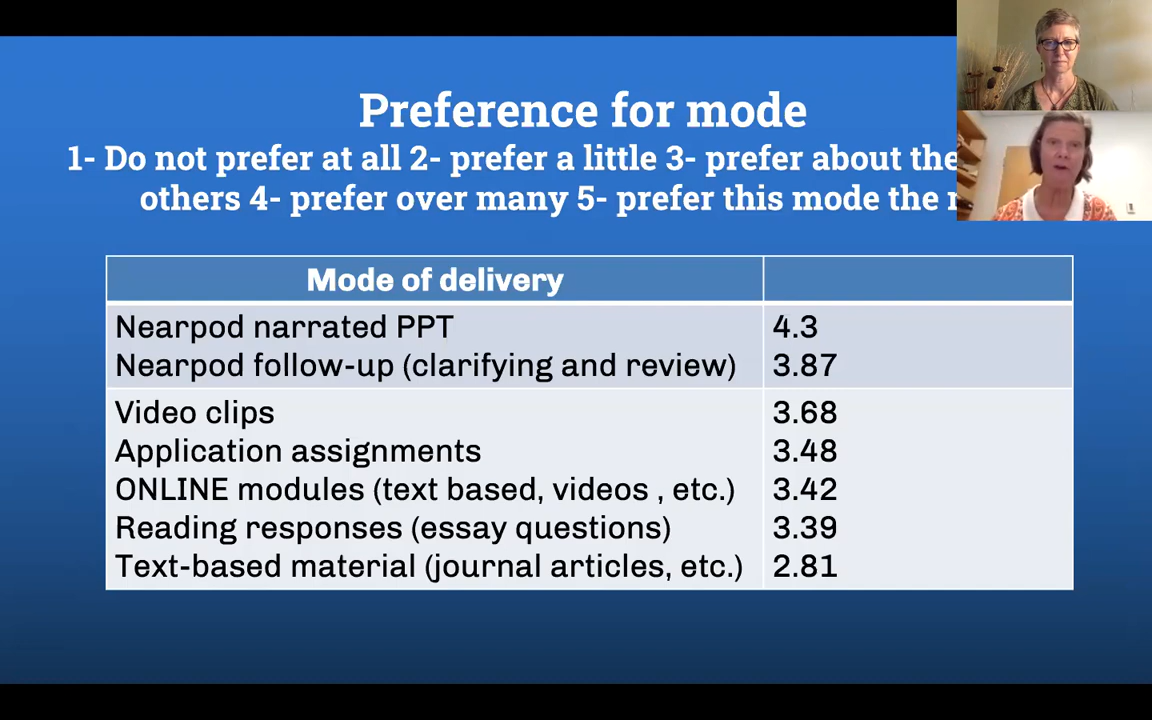 Preference for mode
1- Do not prefer at all 2- prefer a little 3- prefer about the
others 4- prefer over many 5- prefer this mode the
Mode of delivery
Nearpod narrated PPT 4.3
Nearpod follow-up (clarifying and review) 3.87
Video clips 3.68
Application assignments 3.48
ONLINE modules (text based, videos , etc.) 3.42
Reading responses (essay questions) 3.39
Text-based material (journal articles, etc.) 2.81